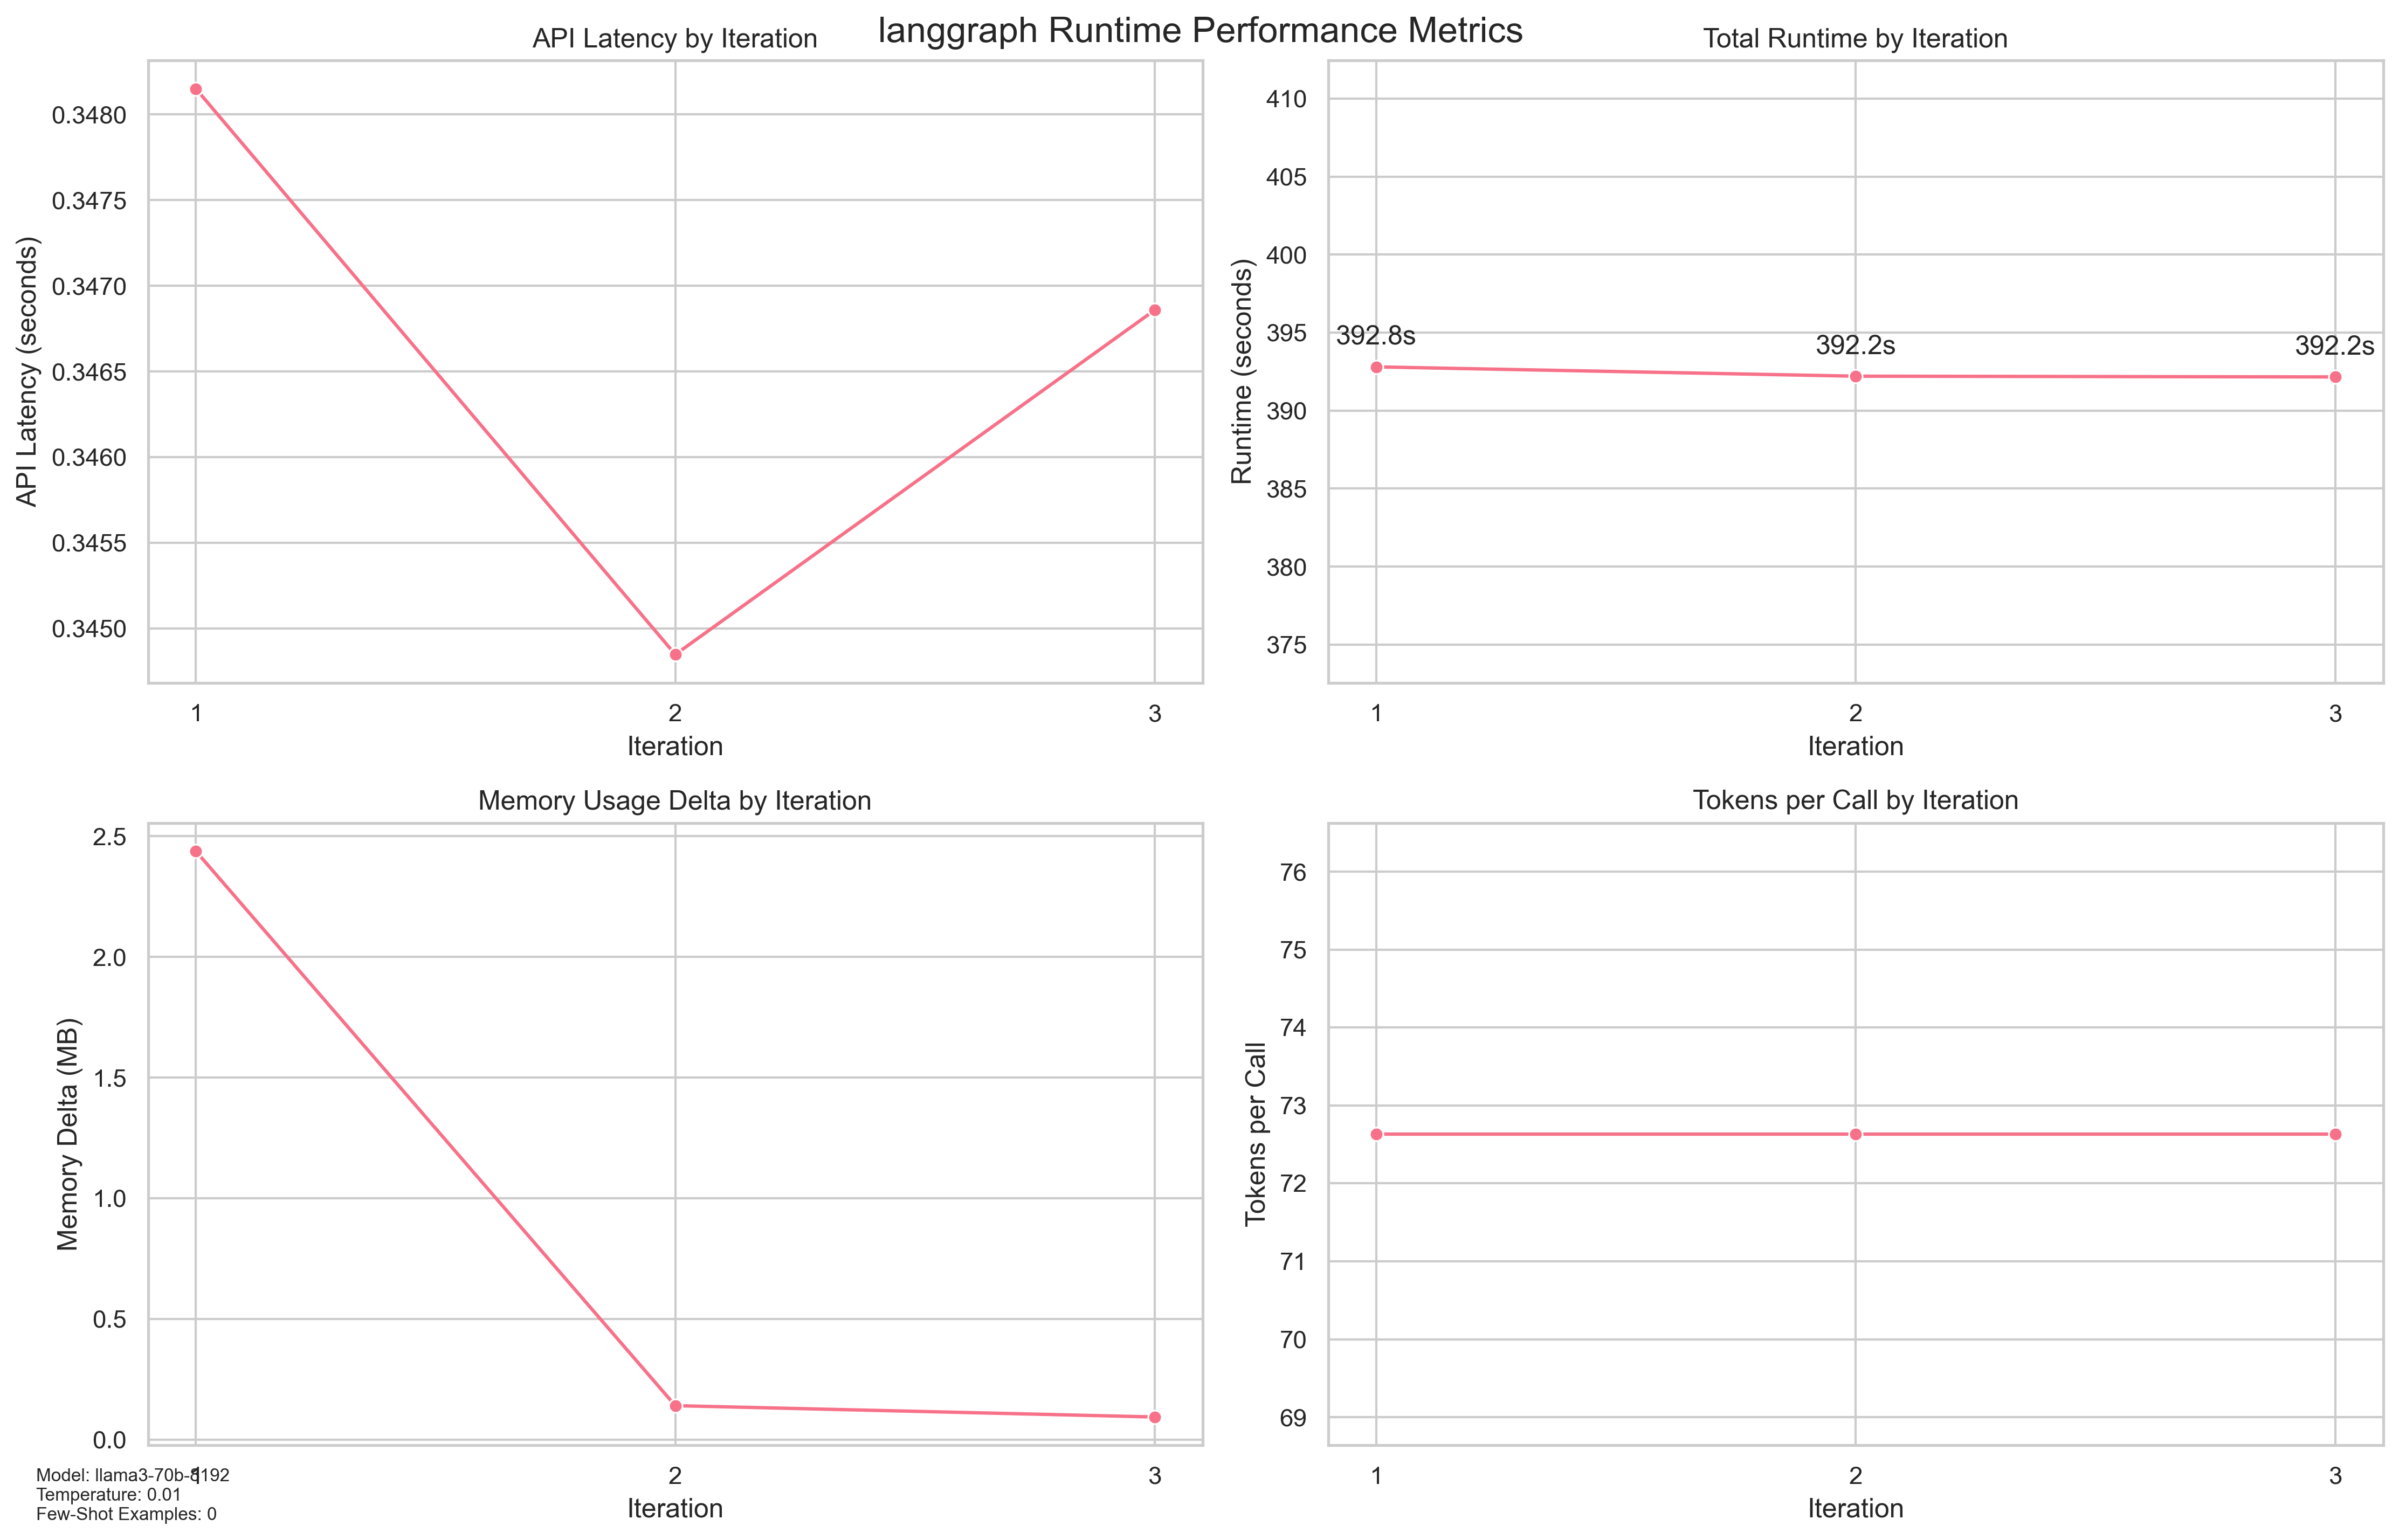 langgraph Runtime Performance Metrics
API Latency by Iteration
API Latency (seconds)
0.3480
0.3475
0.3470
0.3465
0.3460
0.3455
0.3450
1
2
3
Iteration
Total Runtime by Iteration
Runtime (seconds)
410
405
400
395
390
385
380
375
392.8s
392.2s
392.2s
1
2
3
Iteration
Memory Usage Delta by Iteration
Memory Delta (MB)
2.5
2.0
1.5
1.0
0.5
0.0
1
2
3
Iteration
Tokens per Call by Iteration
Tokens per Call
76
75
74
73
72
71
70
69
1
2
3
Iteration
Model: llama3-70b-8192
Temperature: 0.01
Few-Shot Examples: 0